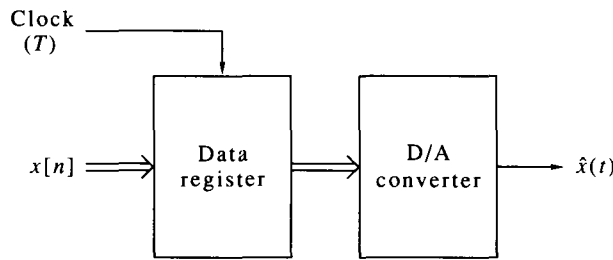 Clock
(T)
x[n]
Data
register
D/A
converter
x̂(t)